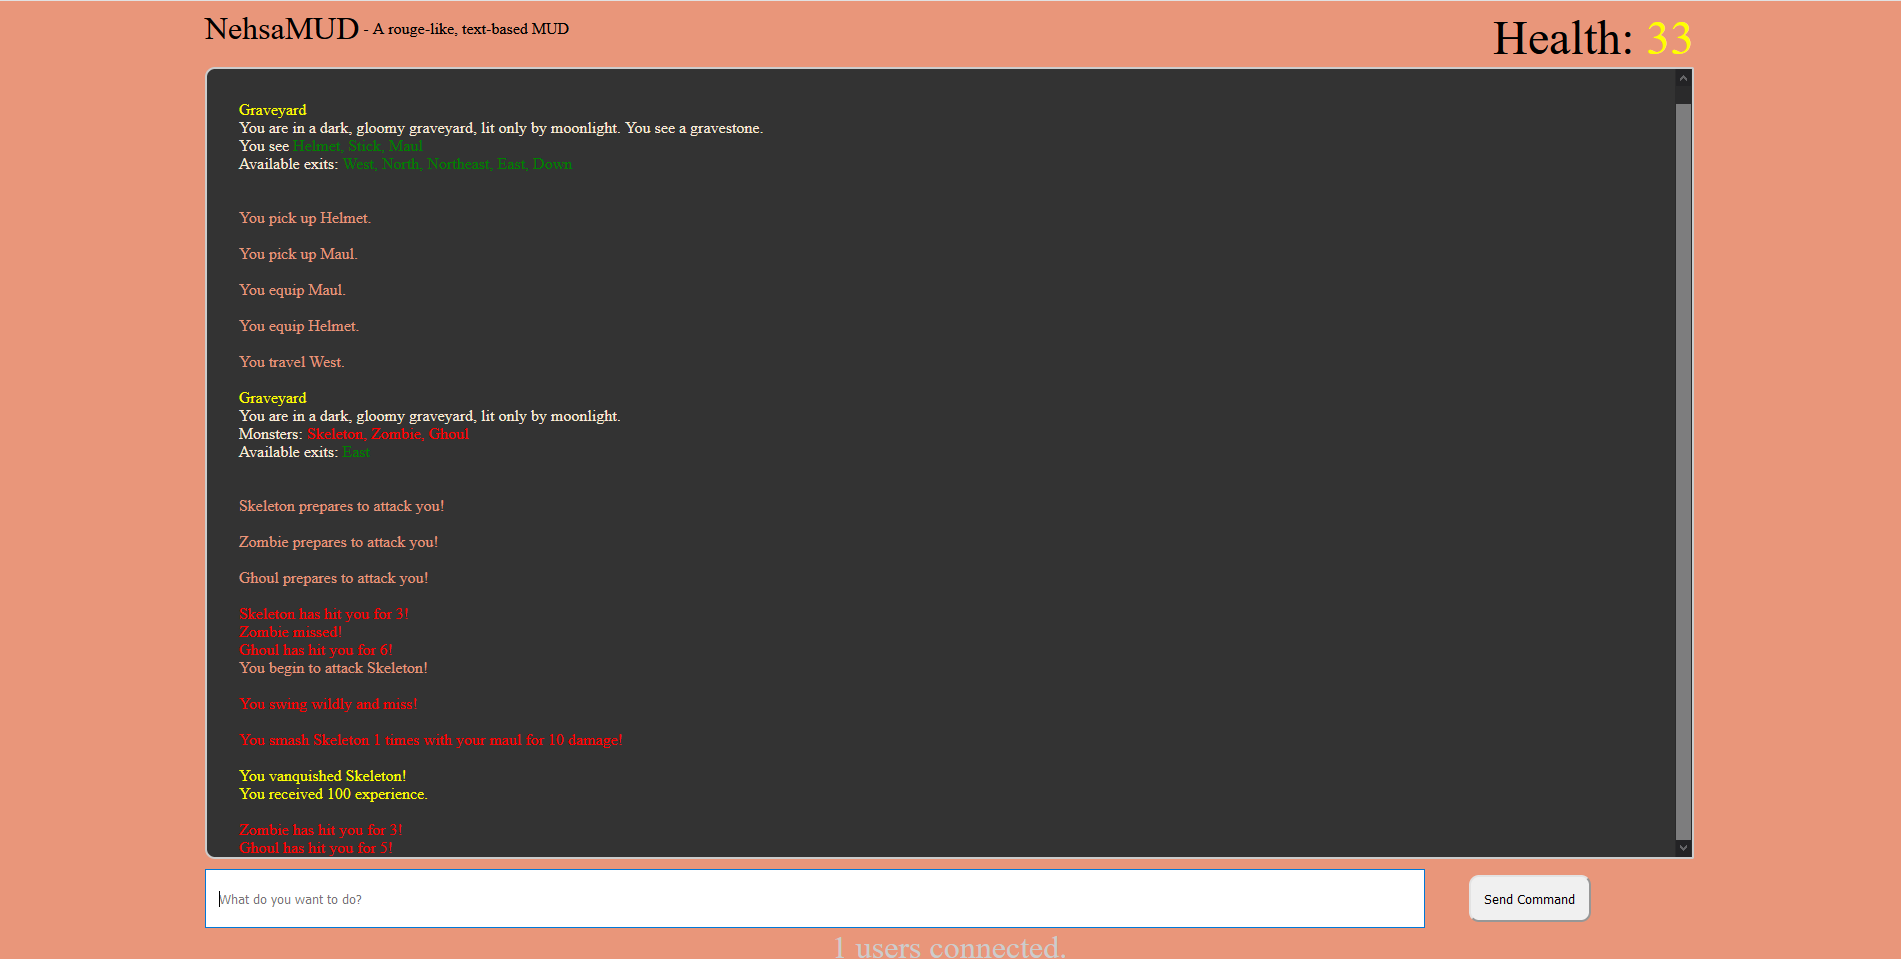 NehsaMUD - A rouge-like, text-based MUD
Health: 33
Graveyard
You are in a dark, gloomy graveyard, lit only by moonlight. You see a gravestone.
You see Helmet, Stick, Maul
Available exits: West, North, Northeast, East, Down
You pick up Helmet.
You pick up Maul.
You equip Maul.
You equip Helmet.
You travel West.
Graveyard
You are in a dark, gloomy graveyard, lit only by moonlight.
Monsters: Skeleton, Zombie, Ghoul
Available exits: East
Skeleton prepares to attack you!
Zombie prepares to attack you!
Ghoul prepares to attack you!
Skeleton has hit you for 3!
Zombie missed!
Ghoul has hit you for 6!
You begin to attack Skeleton!
You swing wildly and miss!
You smash Skeleton 1 times with your maul for 10 damage!
You vanquished Skeleton!
You received 100 experience.
Zombie has hit you for 3!
Ghoul has hit you for 5!
What do you want to do?
Send Command
1 users connected.